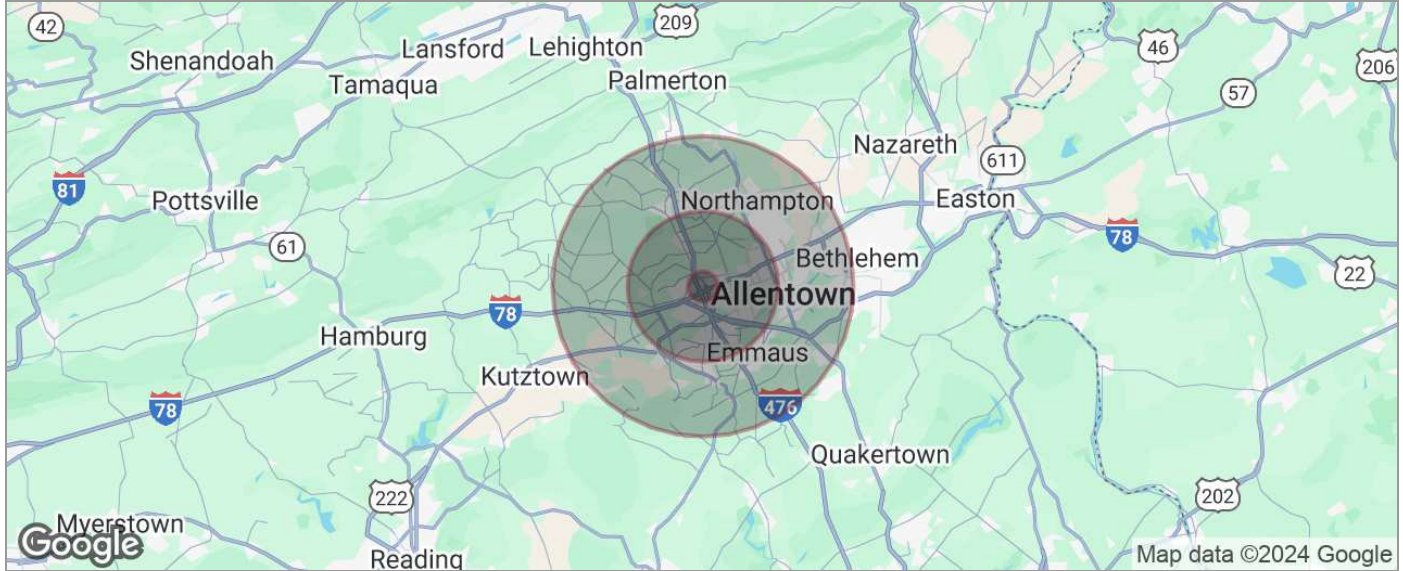 42
209
46
206
Shenandoah
Lansford
Lehighton
Tamaqua
Palmerton
57
81
Pottsville
61
Nazareth
611
Northampton
Easton
78
Bethlehem
22
Allentown
78
Hamburg
Emmaus
Kutztown
78
476
Quakertown
222
202
Myerstown
Reading
Google
Map data ©2024 Google